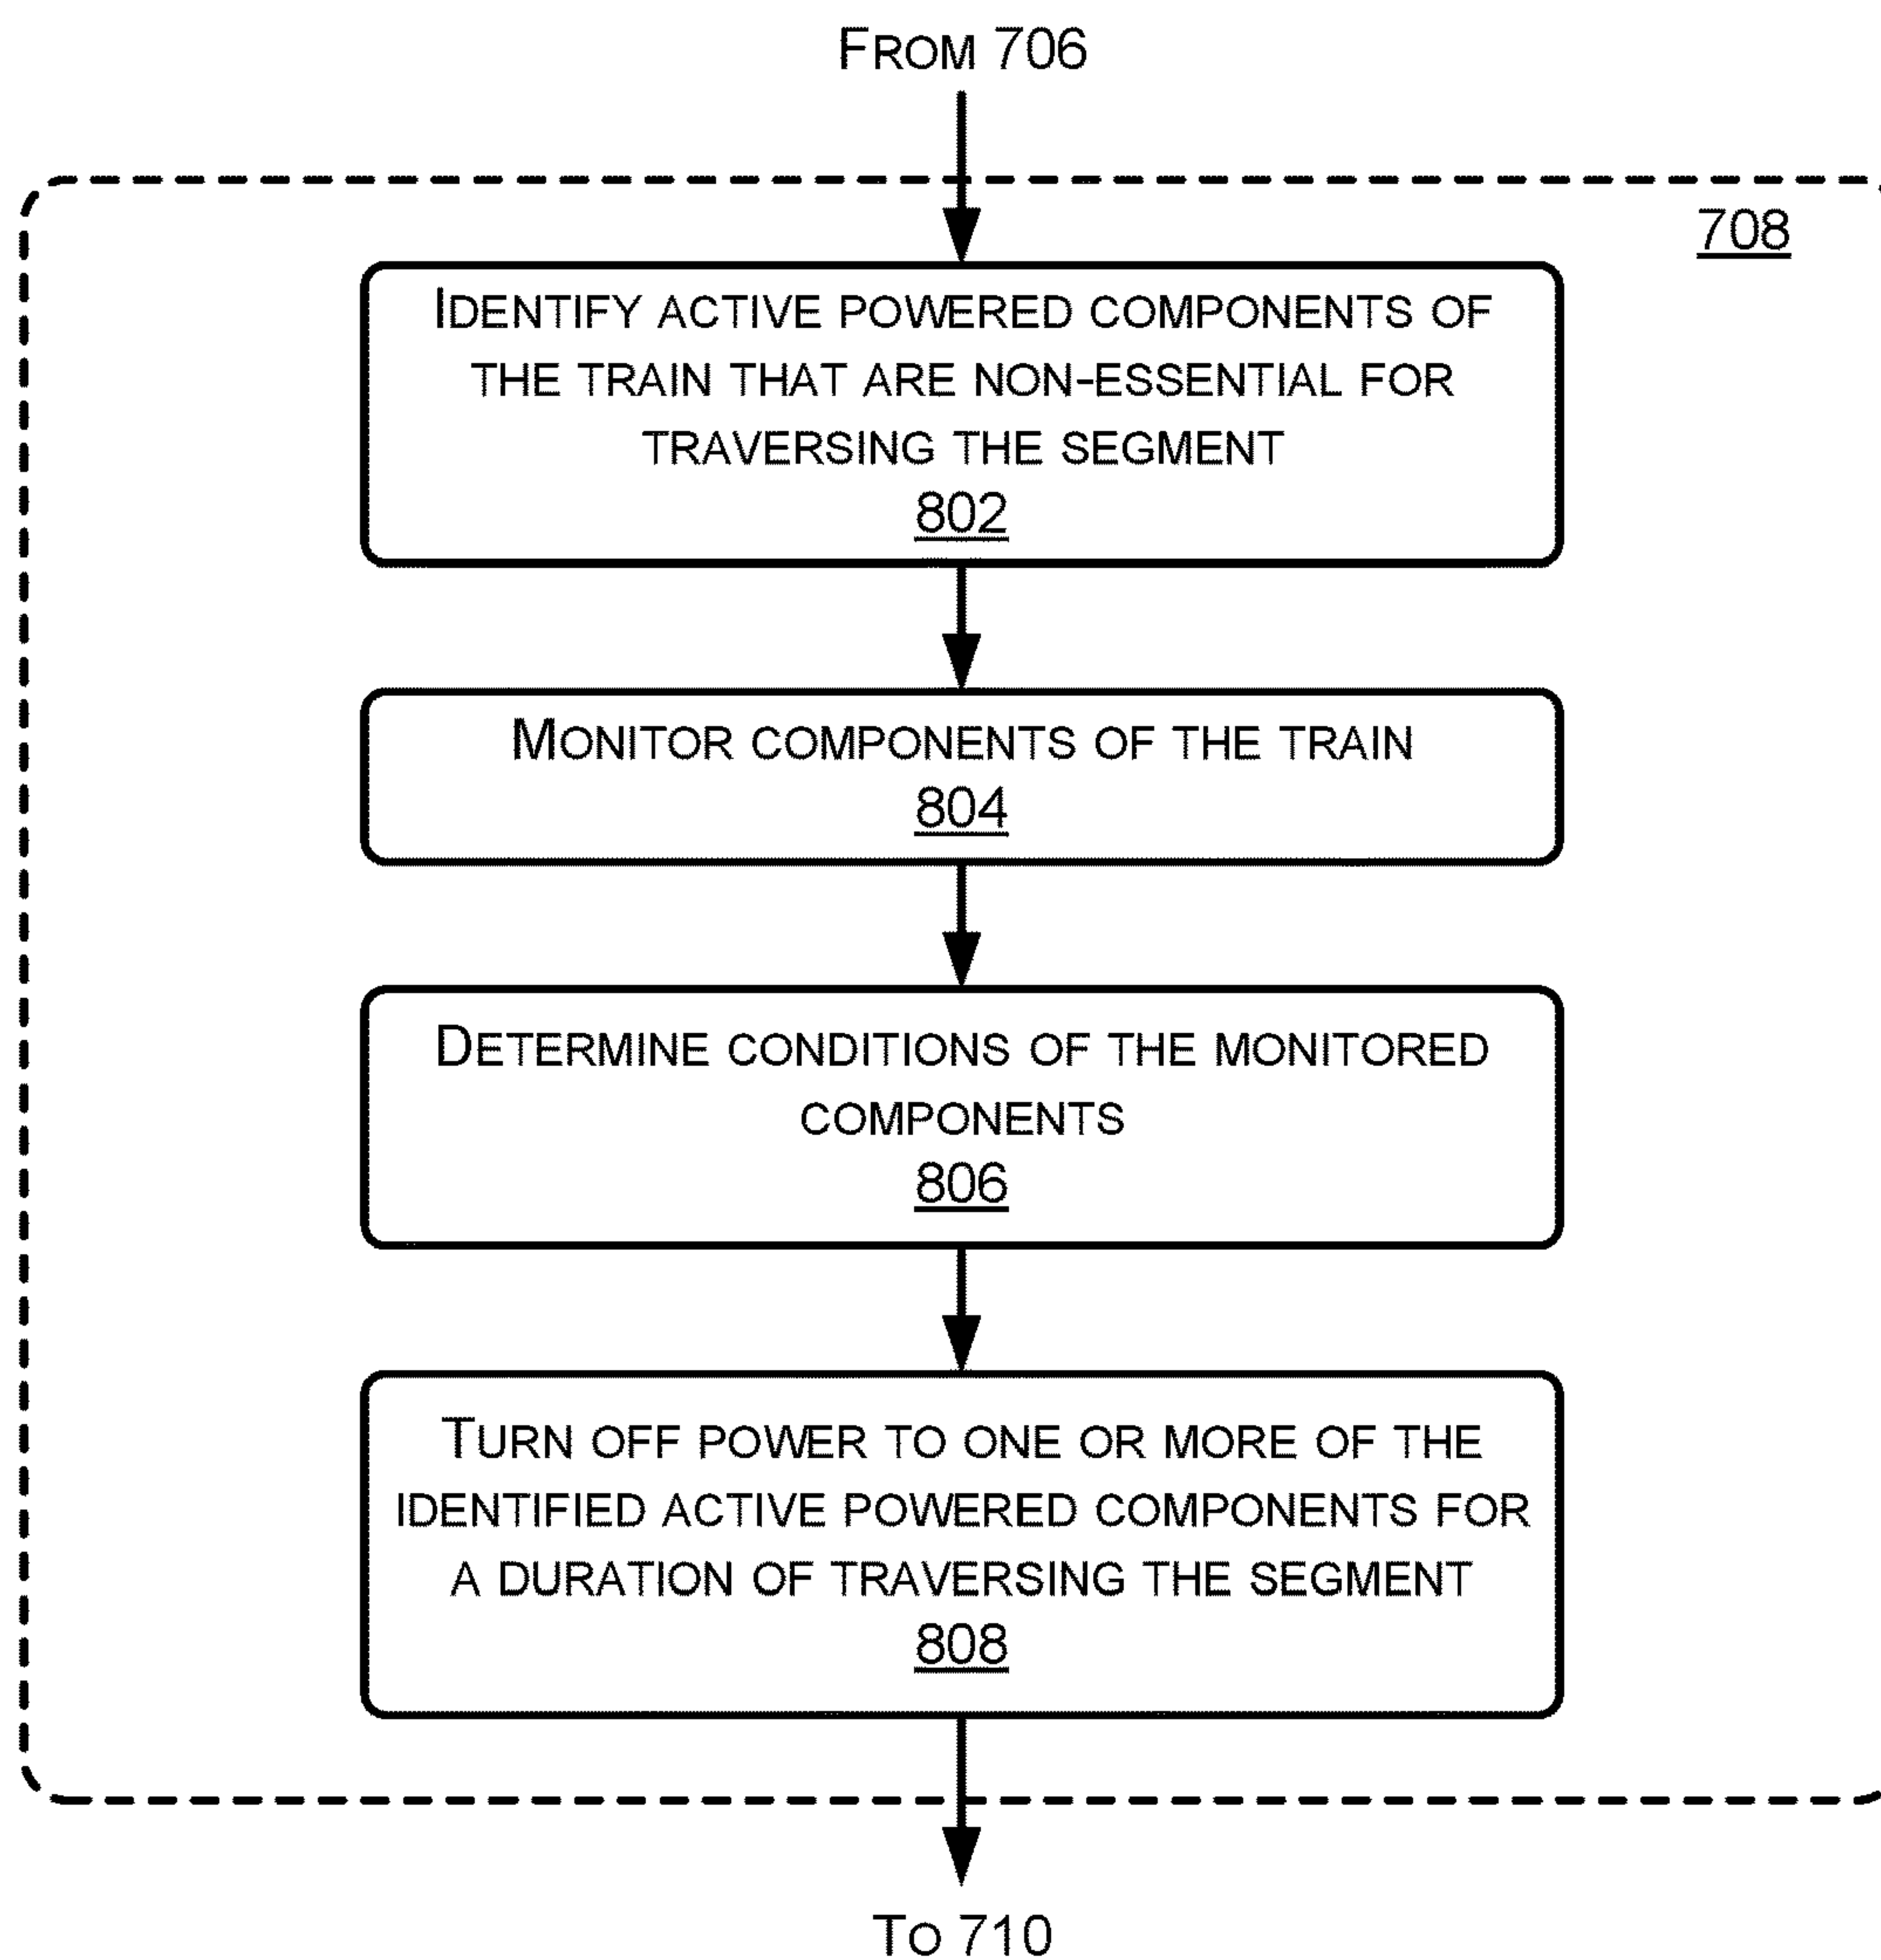 FROM 706
708
IDENTIFY ACTIVE POWERED COMPONENTS OF
THE TRAIN THAT ARE NON-ESSENTIAL FOR
TRAVERSING THE SEGMENT
802
MONITOR COMPONENTS OF THE TRAIN
804
DETERMINE CONDITIONS OF THE MONITORED
COMPONENTS
806
TURN OFF POWER TO ONE OR MORE OF THE
IDENTIFIED ACTIVE POWERED COMPONENTS FOR
A DURATION OF TRAVERSING THE SEGMENT
808
TO 710